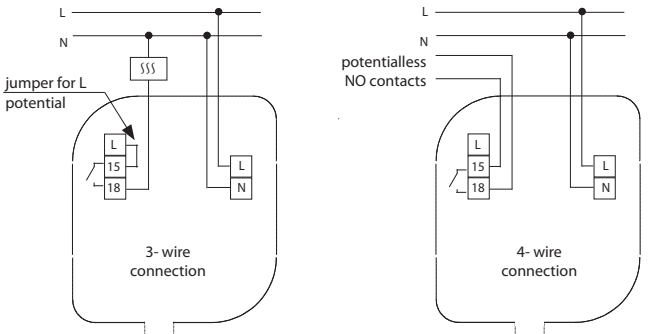 L
N
jumper for L
potential
L
15
18
L
N
3- wire
connection
L
N
potentialless
NO contacts
L
15
18
L
N
4- wire
connection